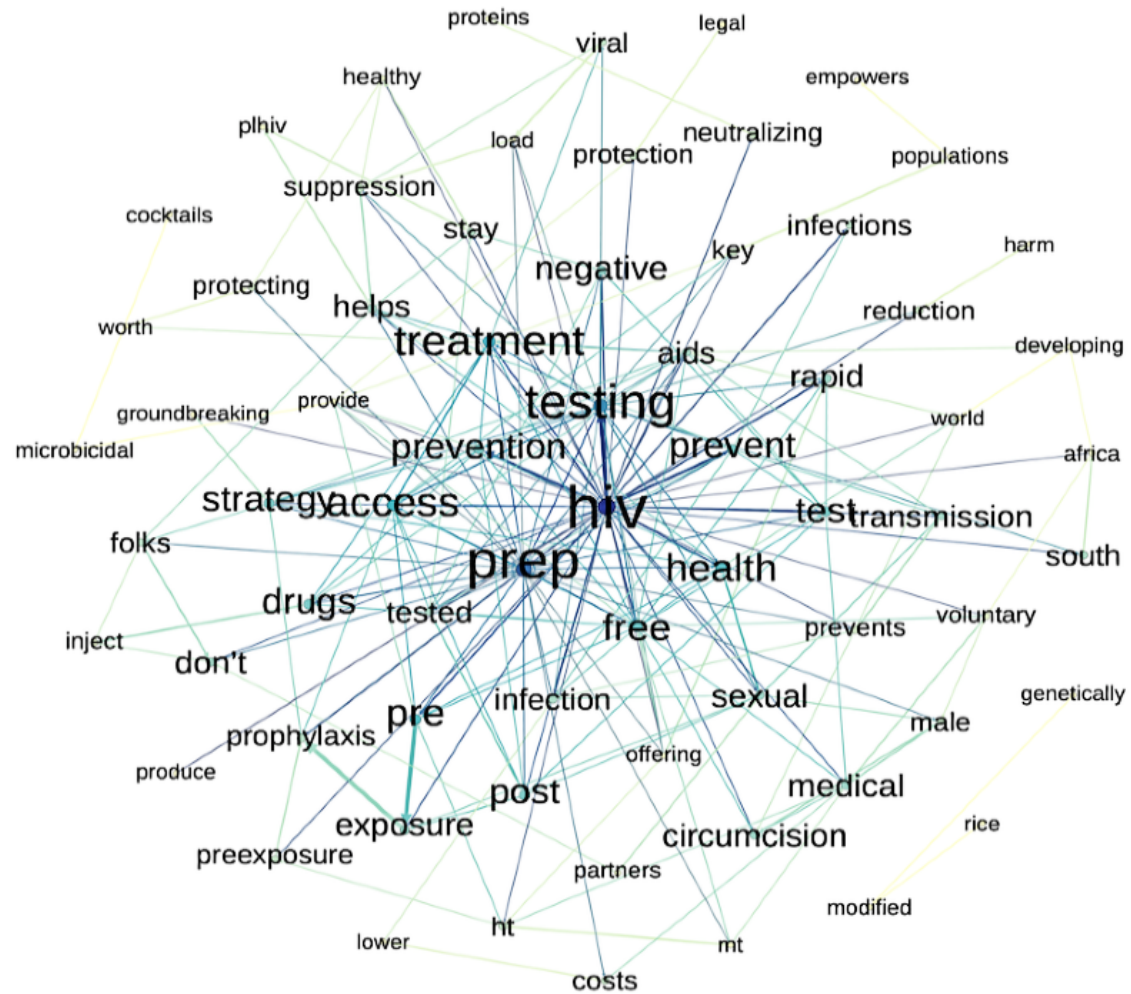 proteins
legal
viral
healthy
empowers
plhiv
load
protection
neutralizing
populations
suppression
cocktails
stay
infections
key
harm
negative
protecting
helps
reduction
worth
treatment
aids
developing
rapid
groundbreaking
provide
testing
world
microbicidal
prevention
prevent
africa
strategy
access
hiv
test
transmission
folks
prep
health
south
drugs
tested
free
prevents
voluntary
inject
don't
infection
sexual
genetically
pre
prophylaxis
male
produce
offering
post
medical
exposure
circumcision
rice
preexposure
partners
modified
ht
lower
mt
costs